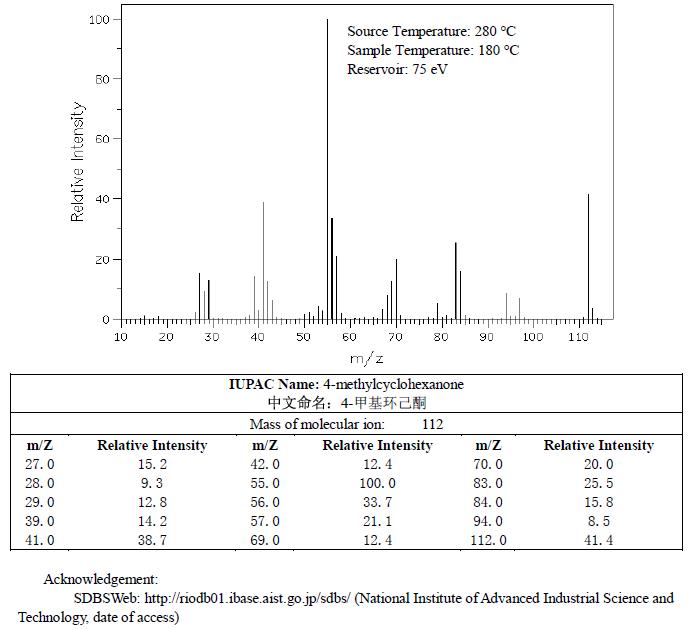 100
80
60
40
20
0
Relative Intensity
Source Temperature: 280 °C
Sample Temperature: 180 °C
Reservoir: 75 eV
10 20 30 40 50 60 70 80 90 100 110
m/z
IUPAC Name: 4-methylcyclohexanone
中文命名：4-甲基环己酮
Mass of molecular ion: 112
m/Z Relative Intensity m/Z Relative Intensity m/Z Relative Intensity
27.0 15.2 42.0 12.4 70.0 20.0
28.0 9.3 55.0 100.0 83.0 25.5
29.0 12.8 56.0 33.7 84.0 15.8
39.0 14.2 57.0 21.1 94.0 8.5
41.0 38.7 69.0 12.4 112.0 41.4
Acknowledgement:
SDBSWeb: http://riodb01.ibase.aist.go.jp/sdbs/ (National Institute of Advanced Industrial Science and
Technology, date of access)